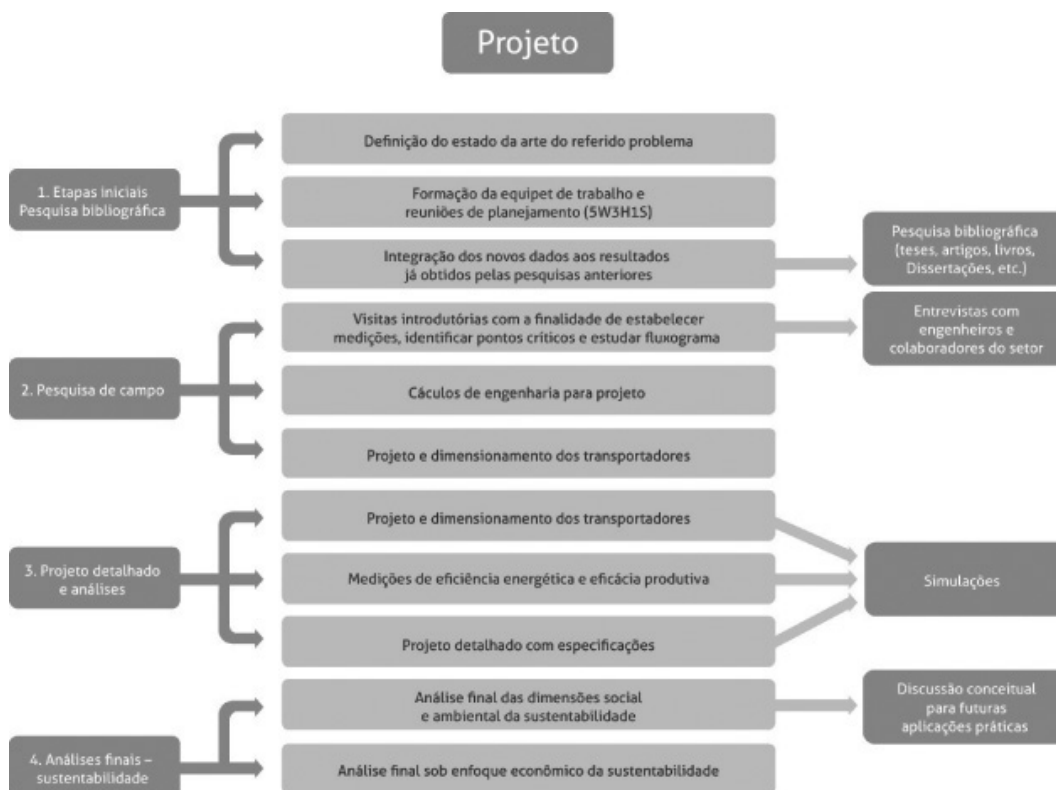 Projeto
1. Etapas iniciais
Pesquisa bibliográfica
Definição do estado da arte do referido problema
Formação da equipet de trabalho e
reuniões de planejamento (5W3H1S)
Integração dos novos dados aos resultados
já obtidos pelas pesquisas anteriores
Pesquisa bibliográfica
(teses, artigos, livros,
Dissertações, etc.)
2. Pesquisa de campo
Visitas introdutórias com a finalidade de estabelecer
medições, identificar pontos críticos e estudar fluxograma
Entrevistas com
engenheiros e
colaboradores do setor
Cáculos de engenharia para projeto
Projeto e dimensionamento dos transportadores
3. Projeto detalhado
e análises
Projeto e dimensionamento dos transportadores
Medições de eficiência energética e eficácia produtiva
Projeto detalhado com especificações
Simulações
4. Análises finais –
sustentabilidade
Análise final das dimensões social
e ambiental da sustentabilidade
Discussão conceitual
para futuras
aplicações práticas
Análise final sob enfoque econômico da sustentabilidade